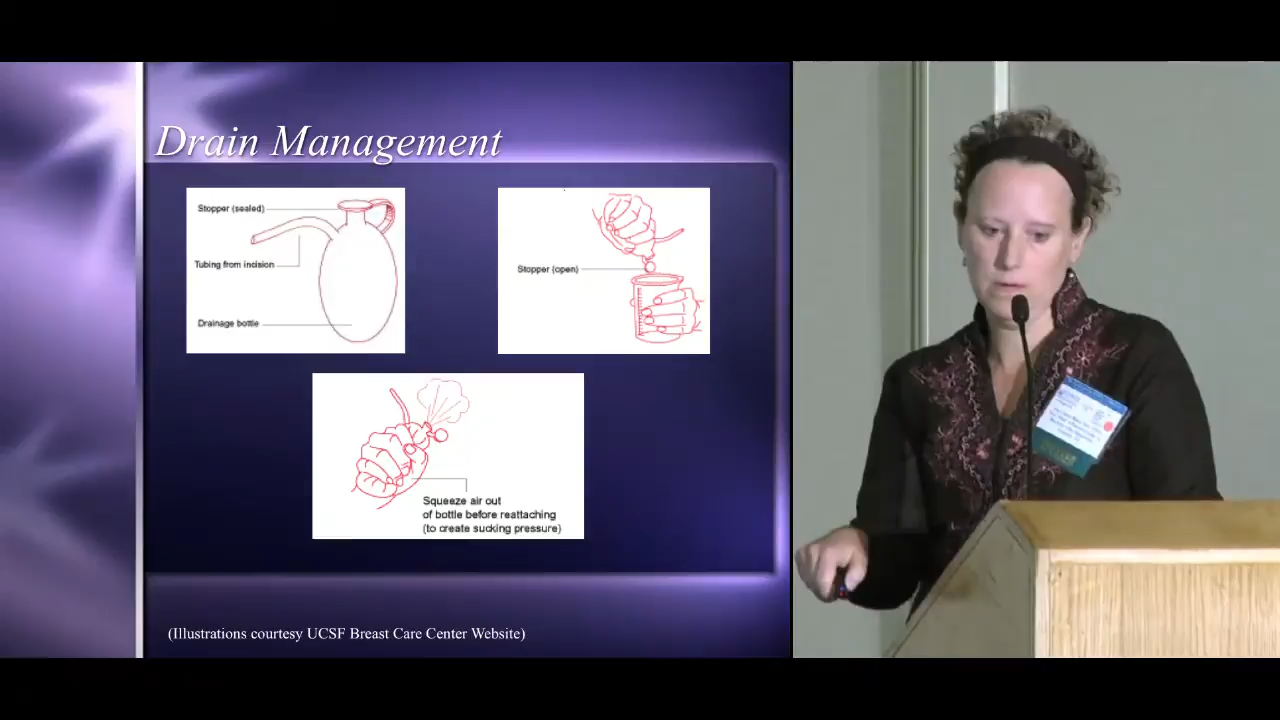 Drain Management
Stopper (sealed)
Tubing from incision
Drainage bottle
Stopper (open)
Squeeze air out
of bottle before reattaching
(to create sucking pressure)
(Illustrations courtesy UCSF Breast Care Center Website)